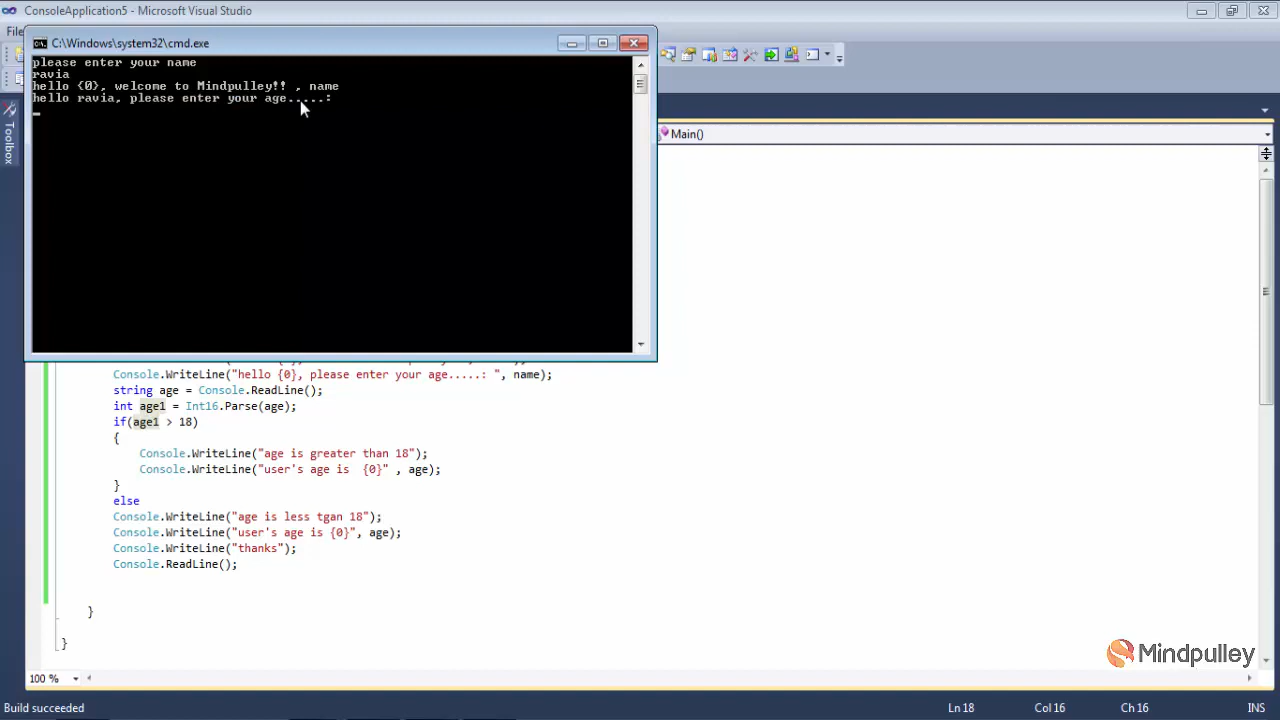 ConsoleApplication5 - Microsoft Visual Studio
File
C:\Windows\system32\cmd.exe
please enter your name
ravia
hello {0}, welcome to Mindpulley!! , name
hello ravia, please enter your age.....:
Toolbox
Main()
Console.WriteLine("hello {0}, please enter your age.....: ", name);
string age = Console.ReadLine();
int age1 = Int16.Parse(age);
if(age1 > 18)
{
Console.WriteLine("age is greater than 18");
Console.WriteLine("user's age is  {0}" , age);
}
else
Console.WriteLine("age is less tgan 18");
Console.WriteLine("user's age is {0}", age);
Console.WriteLine("thanks");
Console.ReadLine();
}
}
Mindpulley
100 %
Build succeeded
Ln 18
Col 16
Ch 16
INS